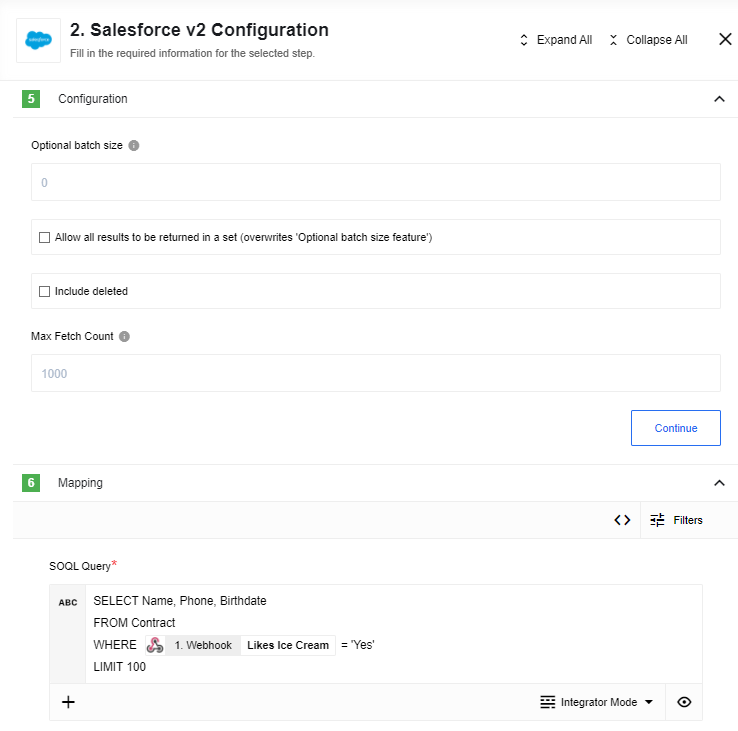 2. Salesforce v2 Configuration
Fill in the required information for the selected step.
Expand All
Collapse All
salesforce
5 Configuration
Optional batch size
0
Allow all results to be returned in a set (overwrites 'Optional batch size feature')
Include deleted
Max Fetch Count
1000
Continue
6 Mapping
Filters
SOQL Query*
ABC
SELECT Name, Phone, Birthdate
FROM Contract
WHERE 1. Webhook Likes Ice Cream = 'Yes'
LIMIT 100
Integrator Mode